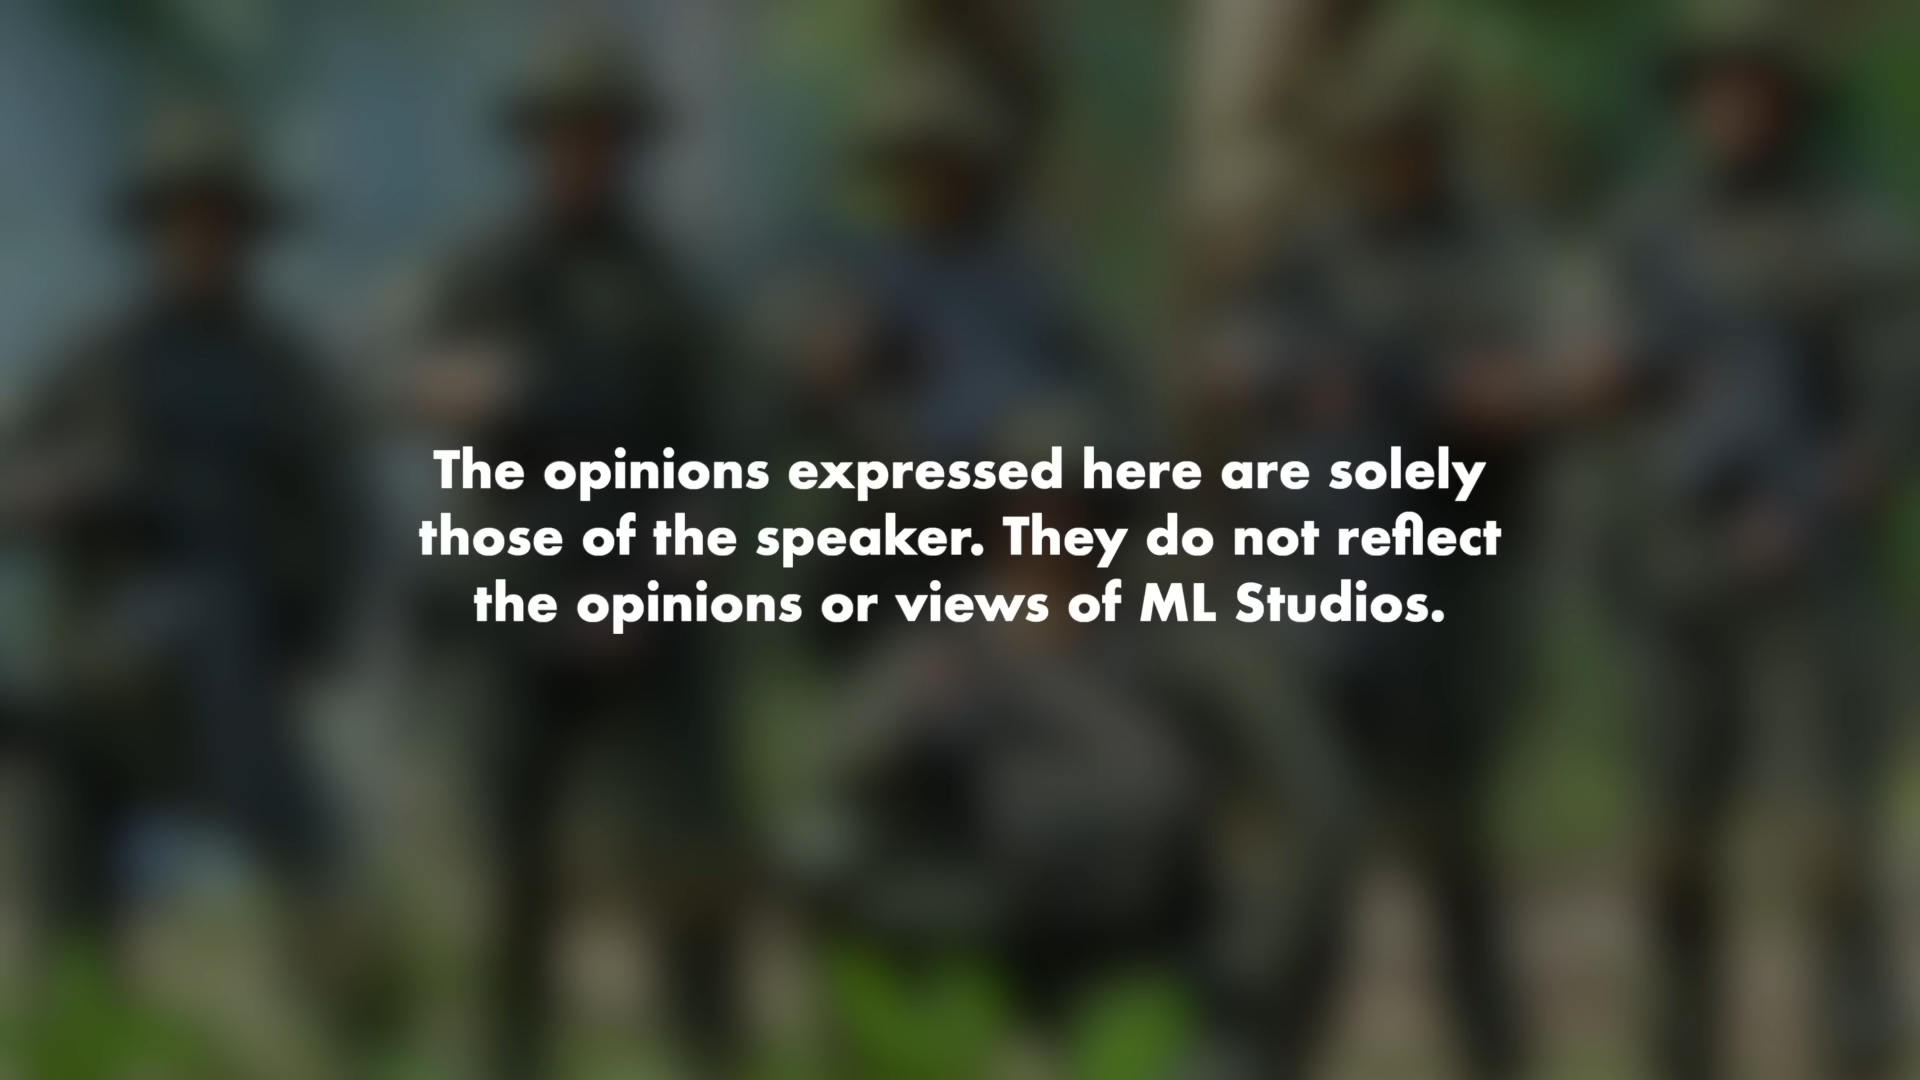 The opinions expressed here are solely
those of the speaker. They do not reflect
the opinions or views of ML Studios.